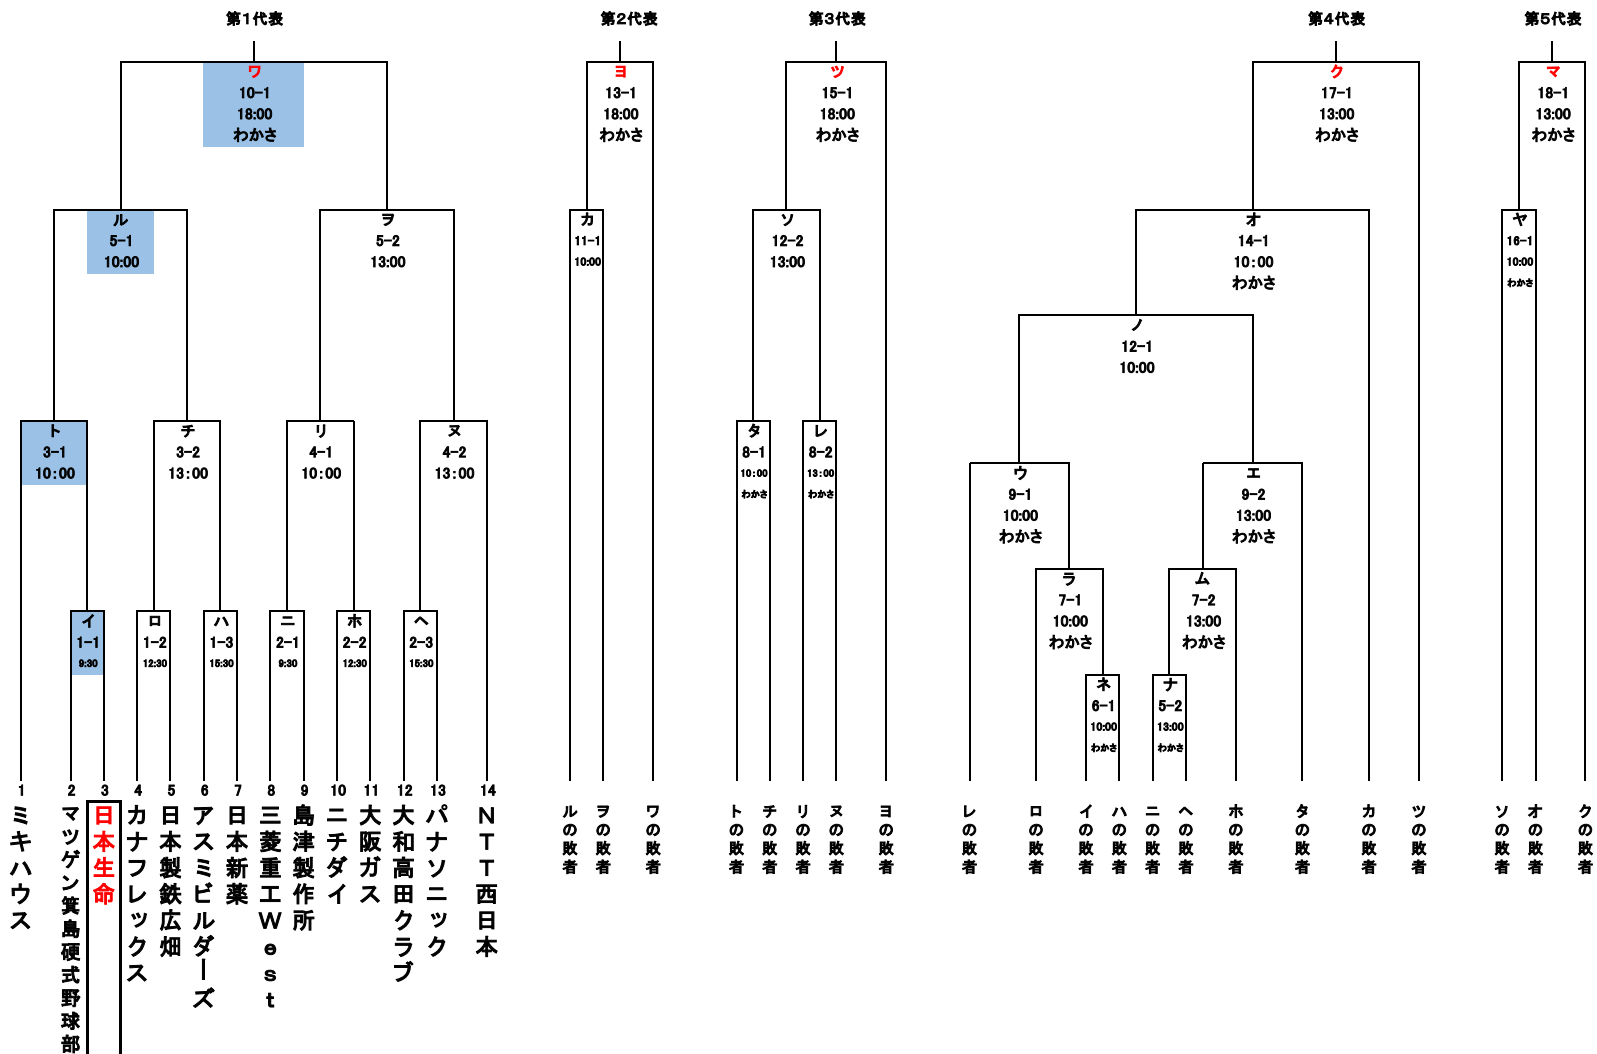 第1代表
第2代表
第3代表
第4代表
第5代表
ワ
10-1
18:00
わかさ
ヨ
13-1
18:00
わかさ
ツ
15-1
18:00
わかさ
ク
17-1
13:00
わかさ
マ
18-1
13:00
わかさ
ル
5-1
10:00
ヲ
5-2
13:00
カ
11-1
10:00
ソ
12-2
13:00
オ
14-1
10:00
わかさ
ヤ
16-1
10:00
わかさ
ノ
12-1
10:00
ト
3-1
10:00
チ
3-2
13:00
リ
4-1
10:00
ヌ
4-2
13:00
タ
8-1
10:00
わかさ
レ
8-2
13:00
わかさ
ウ
9-1
10:00
わかさ
エ
9-2
13:00
わかさ
ラ
7-1
10:00
わかさ
ム
7-2
13:00
わかさ
イ
1-1
9:30
ロ
1-2
12:30
ハ
1-3
15:30
ニ
2-1
9:30
ホ
2-2
12:30
ヘ
2-3
15:30
ネ
6-1
10:00
わかさ
ナ
5-2
13:00
わかさ
1
ミキハウス
2
マツゲン箕島硬式野球部
3
日本生命
4
カナフレックス
5
日本製鉄広畑
6
アスミビルダーズ
7
日本新薬
8
三菱重工West
9
島津製作所
10
ニチダイ
11
大阪ガス
12
大和高田クラブ
13
パナソニック
14
NTT西日本
ルの敗者
ヲの敗者
ワの敗者
トの敗者
チの敗者
リの敗者
ヌの敗者
ヨの敗者
レの敗者
ロの敗者
イの敗者
ハの敗者
ニの敗者
ヘの敗者
ホの敗者
タの敗者
カの敗者
ツの敗者
ソの敗者
オの敗者
クの敗者